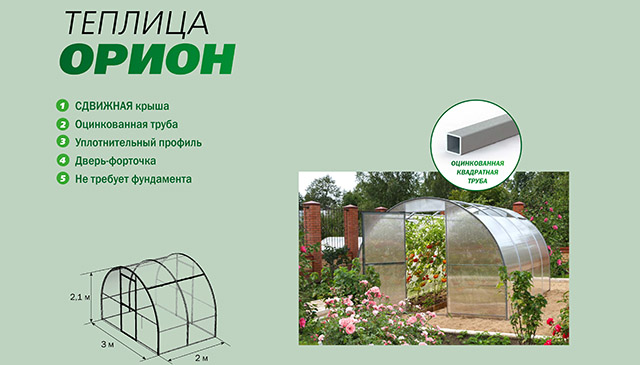 ТЕПЛИЦА
ОРИОН
1 СДВИЖНАЯ крыша
2 Оцинкованная труба
3 Уплотнительный профиль
4 Дверь-форточка
5 Не требует фундамента
ОЦИНКОВАННАЯ
КВАДРАТНАЯ
ТРУБА
2,1 м
3 м
2 м